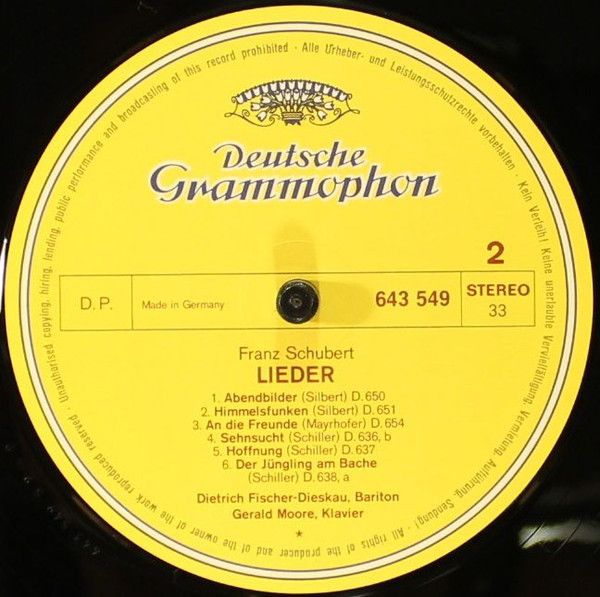 Deutsche
Grammophon
2
D.P.
Made in Germany
643 549
STEREO
33
Franz Schubert
LIEDER
1. Abendbilder (Silbert) D.650
2. Himmelsfunken (Silbert) D.651
3. An die Freunde (Mayrhofer) D.654
4. Sehnsucht (Schiller) D.636, b
5. Hoffnung (Schiller) D.637
6. Der Jüngling am Bache
(Schiller) D.638, a
Dietrich Fischer-Dieskau, Bariton
Gerald Moore, Klavier
*
Alle Urheber- und Leistungsschutzrechte vorbehalten · Kein Verleih! Keine unerlaubte Vervielfältigung, Vermietung, Aufführung, Sendung! · All rights of the producer and of the owner of the work reproduced reserved · Unauthorised copying, hiring, lending, public performance and broadcasting of this record prohibited ·